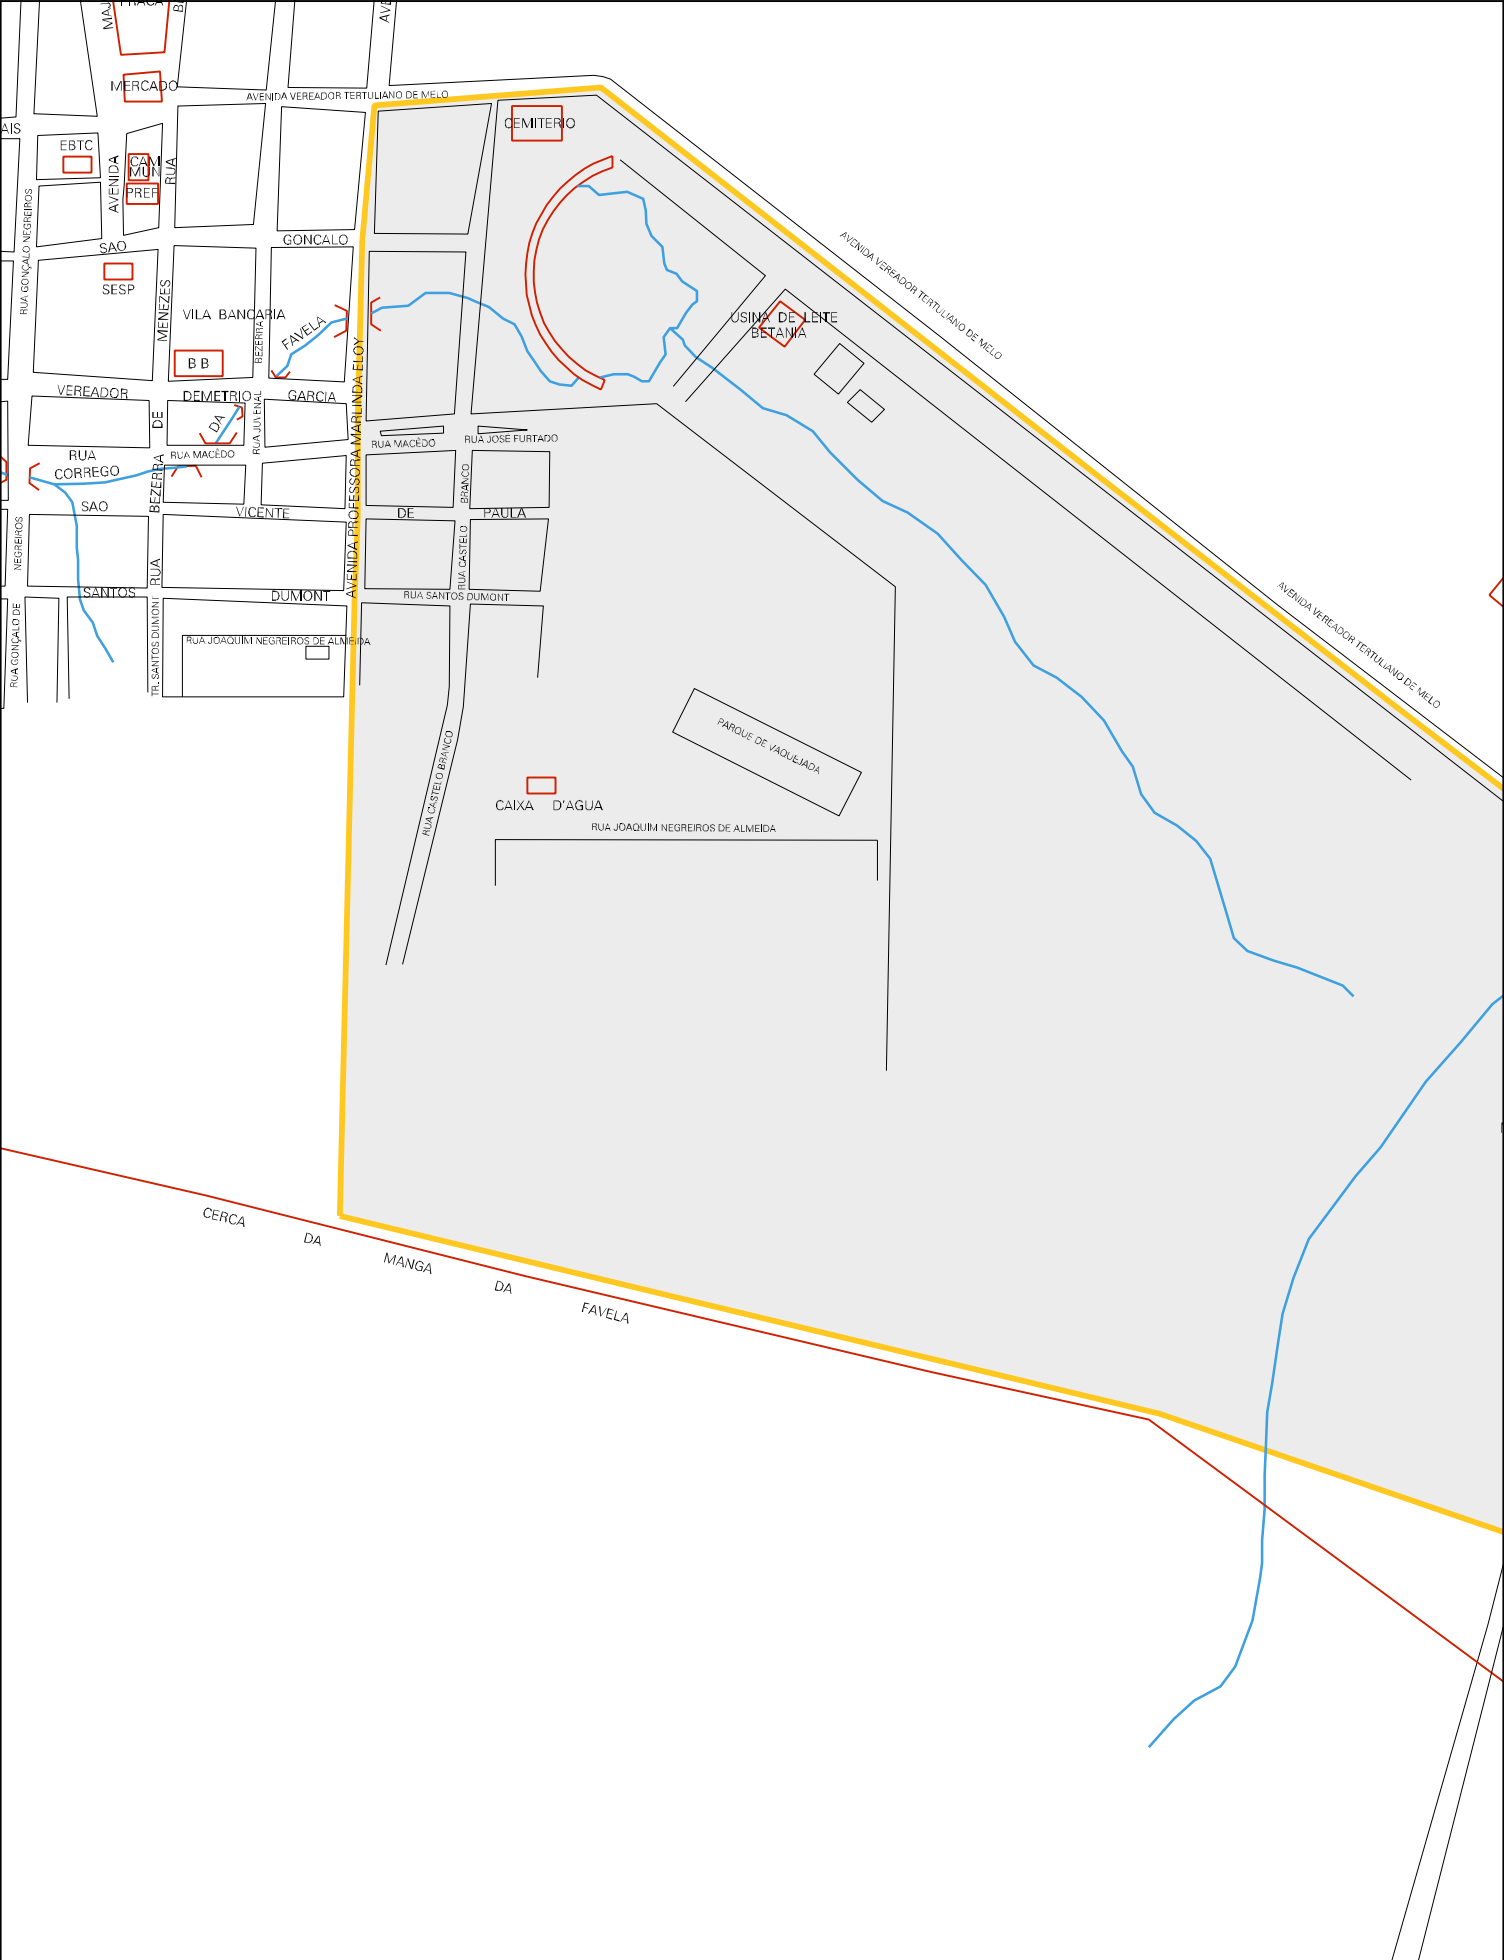 PRACA
MERCADO
AVENIDA VEREADOR TERTULIANO DE MELO
CEMITERIO
AIS
EBTC
CAM
MUN
PREF
AVENIDA
RUA
RUA GONÇALO NEGREIROS
SAO
GONCALO
SESP
MENEZES
VILA BANCARIA
BEZERRA
FAVELA
B B
AVENIDA VEREADOR TERTULIANO DE MELO
USINA DE LEITE
BETANIA
VEREADOR
DEMETRIO
GARCIA
DE
DA
RUA JUVENAL
RUA MACÊDO
RUA JOSE FURTADO
RUA
RUA MACÊDO
CORREGO
BEZERRA
BRANCO
AVENIDA PROFESSORA MARLINDA ELOY
SAO
VICENTE
DE
PAULA
NEGREIROS
RUA
RUA CASTELO
SANTOS
DUMONT
RUA SANTOS DUMONT
AVENIDA VEREADOR TERTULIANO DE MELO
RUA GONÇALO DE
TR. SANTOS DUMONT
RUA JOAQUIM NEGREIROS DE ALMEIDA
PARQUE DE VAQUEJADA
RUA CASTELO BRANCO
CAIXA D'AGUA
RUA JOAQUIM NEGREIROS DE ALMEIDA
CERCA
DA
MANGA
DA
FAVELA